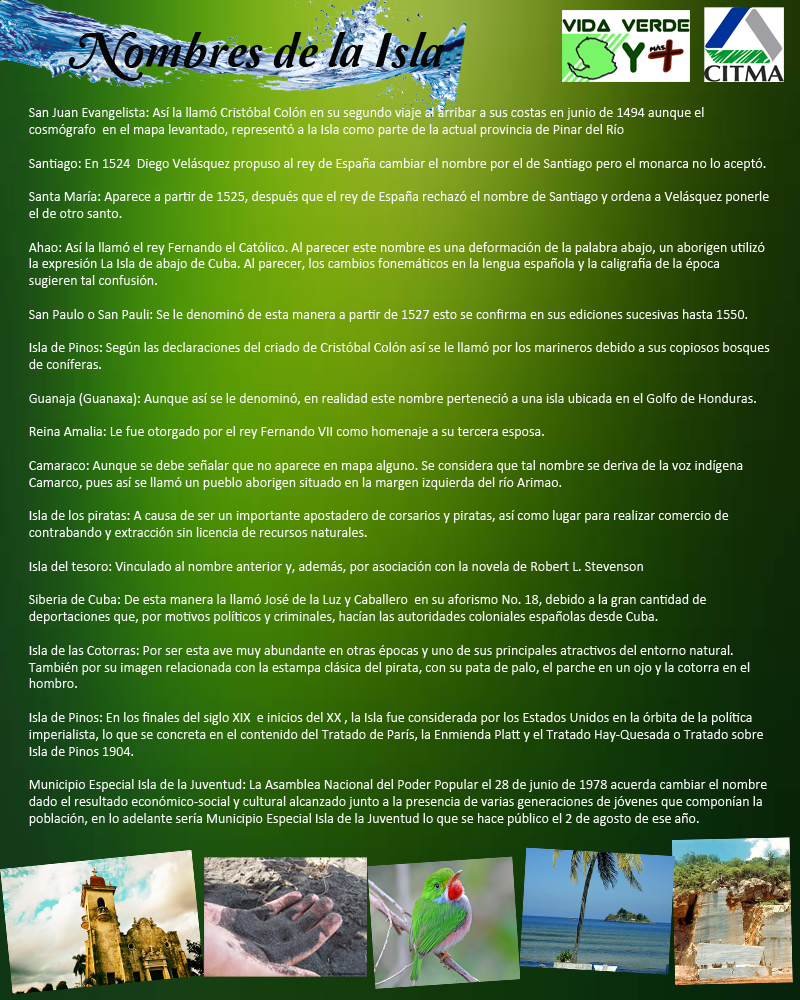 Nombres de la Isla
VIDA VERDE
Y MÁS +
CITMA
San Juan Evangelista: Así la llamó Cristóbal Colón en su segundo viaje al arribar a sus costas en junio de 1494 aunque el
cosmógrafo en el mapa levantado, representó a la Isla como parte de la actual provincia de Pinar del Río
Santiago: En 1524 Diego Velásquez propuso al rey de España cambiar el nombre por el de Santiago pero el monarca no lo aceptó.
Santa María: Aparece a partir de 1525, después que el rey de España rechazó el nombre de Santiago y ordena a Velásquez ponerle
el de otro santo.
Ahao: Así la llamó el rey Fernando el Católico. Al parecer este nombre es una deformación de la palabra abajo, un aborigen utilizó
la expresión La Isla de abajo de Cuba. Al parecer, los cambios fonemáticos en la lengua española y la caligrafía de la época
sugieren tal confusión.
San Paulo o San Pauli: Se le denominó de esta manera a partir de 1527 esto se confirma en sus ediciones sucesivas hasta 1550.
Isla de Pinos: Según las declaraciones del criado de Cristóbal Colón así se le llamó por los marineros debido a sus copiosos bosques
de coníferas.
Guanaja (Guanaxa): Aunque así se le denominó, en realidad este nombre perteneció a una isla ubicada en el Golfo de Honduras.
Reina Amalia: Le fue otorgado por el rey Fernando VII como homenaje a su tercera esposa.
Camaraco: Aunque se debe señalar que no aparece en mapa alguno. Se considera que tal nombre se deriva de la voz indígena
Camarco, pues así se llamó un pueblo aborigen situado en la margen izquierda del río Arimao.
Isla de los piratas: A causa de ser un importante apostadero de corsarios y piratas, así como lugar para realizar comercio de
contrabando y extracción sin licencia de recursos naturales.
Isla del tesoro: Vinculado al nombre anterior y, además, por asociación con la novela de Robert L. Stevenson
Siberia de Cuba: De esta manera la llamó José de la Luz y Caballero en su aforismo No. 18, debido a la gran cantidad de
deportaciones que, por motivos políticos y criminales, hacían las autoridades coloniales españolas desde Cuba.
Isla de las Cotorras: Por ser esta ave muy abundante en otras épocas y uno de sus principales atractivos del entorno natural.
También por su imagen relacionada con la estampa clásica del pirata, con su pata de palo, el parche en un ojo y la cotorra en el
hombro.
Isla de Pinos: En los finales del siglo XIX e inicios del XX , la Isla fue considerada por los Estados Unidos en la órbita de la política
imperialista, lo que se concreta en el contenido del Tratado de París, la Enmienda Platt y el Tratado Hay-Quesada o Tratado sobre
Isla de Pinos 1904.
Municipio Especial Isla de la Juventud: La Asamblea Nacional del Poder Popular el 28 de junio de 1978 acuerda cambiar el nombre
dado el resultado económico-social y cultural alcanzado junto a la presencia de varias generaciones de jóvenes que componían la
población, en lo adelante sería Municipio Especial Isla de la Juventud lo que se hace público el 2 de agosto de ese año.